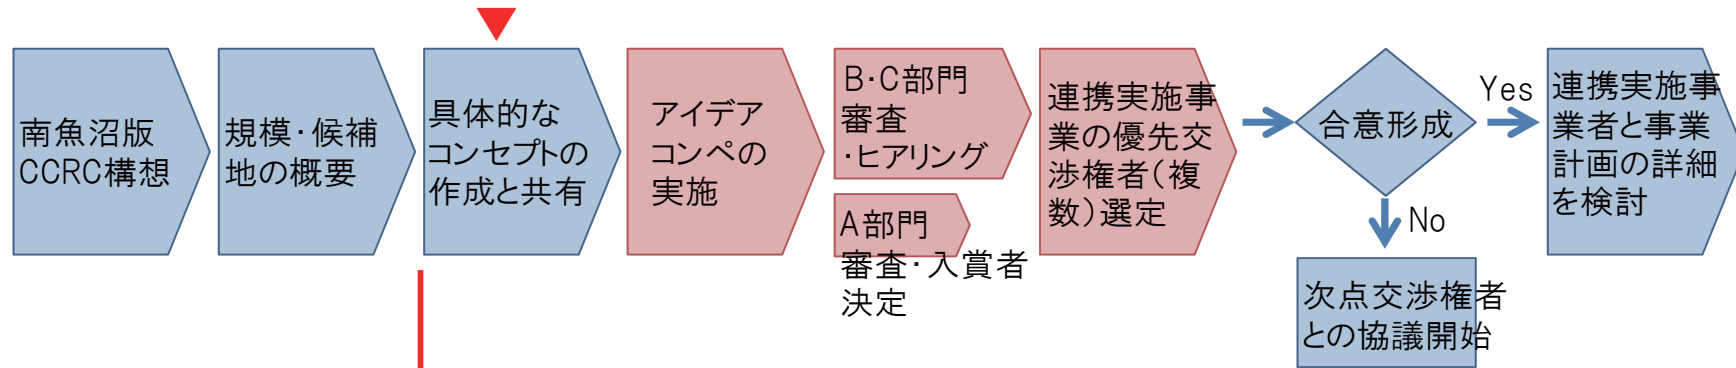 南魚沼版
CCRC構想
規模･候補
地の概要
具体的な
コンセプトの
作成と共有
アイデア
コンペの
実施
B･C部門
審査
･ヒアリング
A部門
審査･入賞者
決定
連携実施事
業の優先交
渉権者（複
数）選定
合意形成
Yes
No
次点交渉権者
との協議開始
連携実施事
業者と事業
計画の詳細
を検討